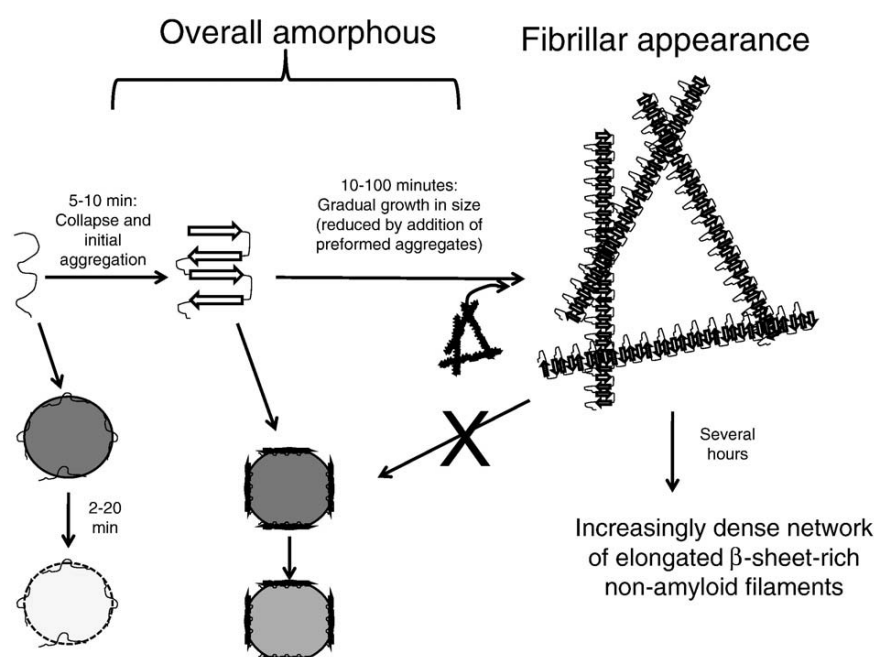 Overall amorphous
Fibrillar appearance
5-10 min:
Collapse and
initial
aggregation
10-100 minutes:
Gradual growth in size
(reduced by addition of
preformed aggregates)
X
2-20
min
Several
hours
Increasingly dense network
of elongated β-sheet-rich
non-amyloid filaments